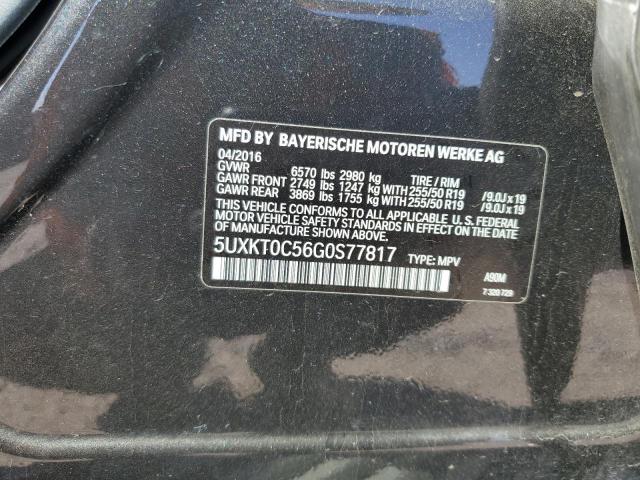 MFD BY BAYERISCHE MOTOREN WERKE AG
04/2016
GVWR 6570 lbs 2980 kg TIRE / RIM
GAWR FRONT 2749 lbs 1247 kg WITH 255/50 R19 /9.0J x 19
GAWR REAR 3869 lbs 1755 kg WITH 255/50 R19 /9.0J x 19
THIS VEHICLE CONFORMS TO ALL APPLICABLE U. S. FEDERAL
MOTOR VEHICLE SAFETY STANDARDS IN EFFECT ON THE DATE
OF MANUFACTURE SHOWN ABOVE.
5UXKT0C56G0S77817 TYPE: MPV
A90M
7 320 729